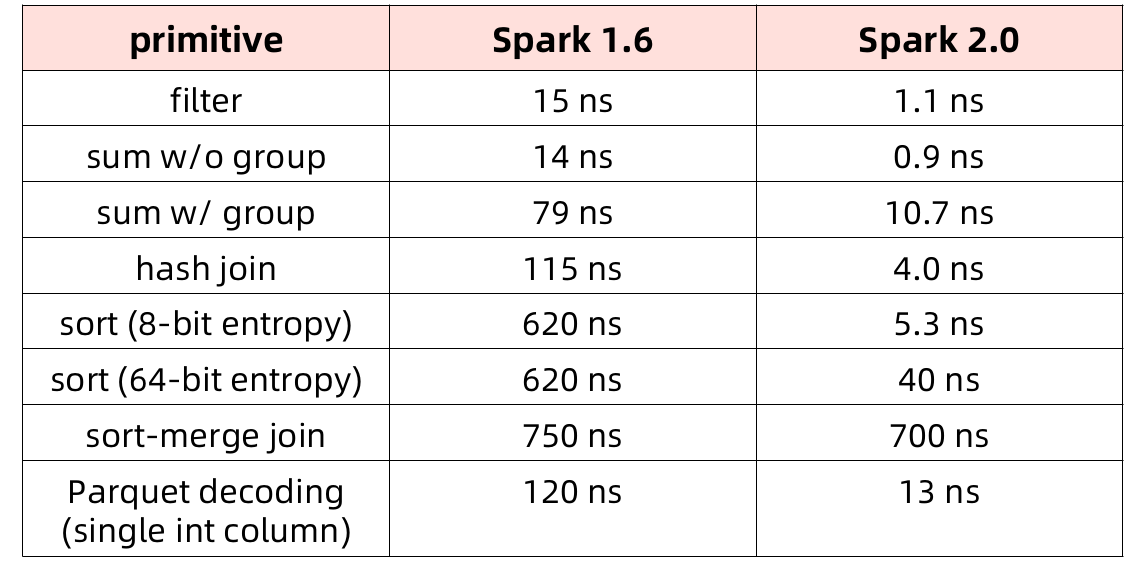 primitive Spark 1.6 Spark 2.0
filter 15 ns 1.1 ns
sum w/o group 14 ns 0.9 ns
sum w/ group 79 ns 10.7 ns
hash join 115 ns 4.0 ns
sort (8-bit entropy) 620 ns 5.3 ns
sort (64-bit entropy) 620 ns 40 ns
sort-merge join 750 ns 700 ns
Parquet decoding 120 ns 13 ns
(single int column)